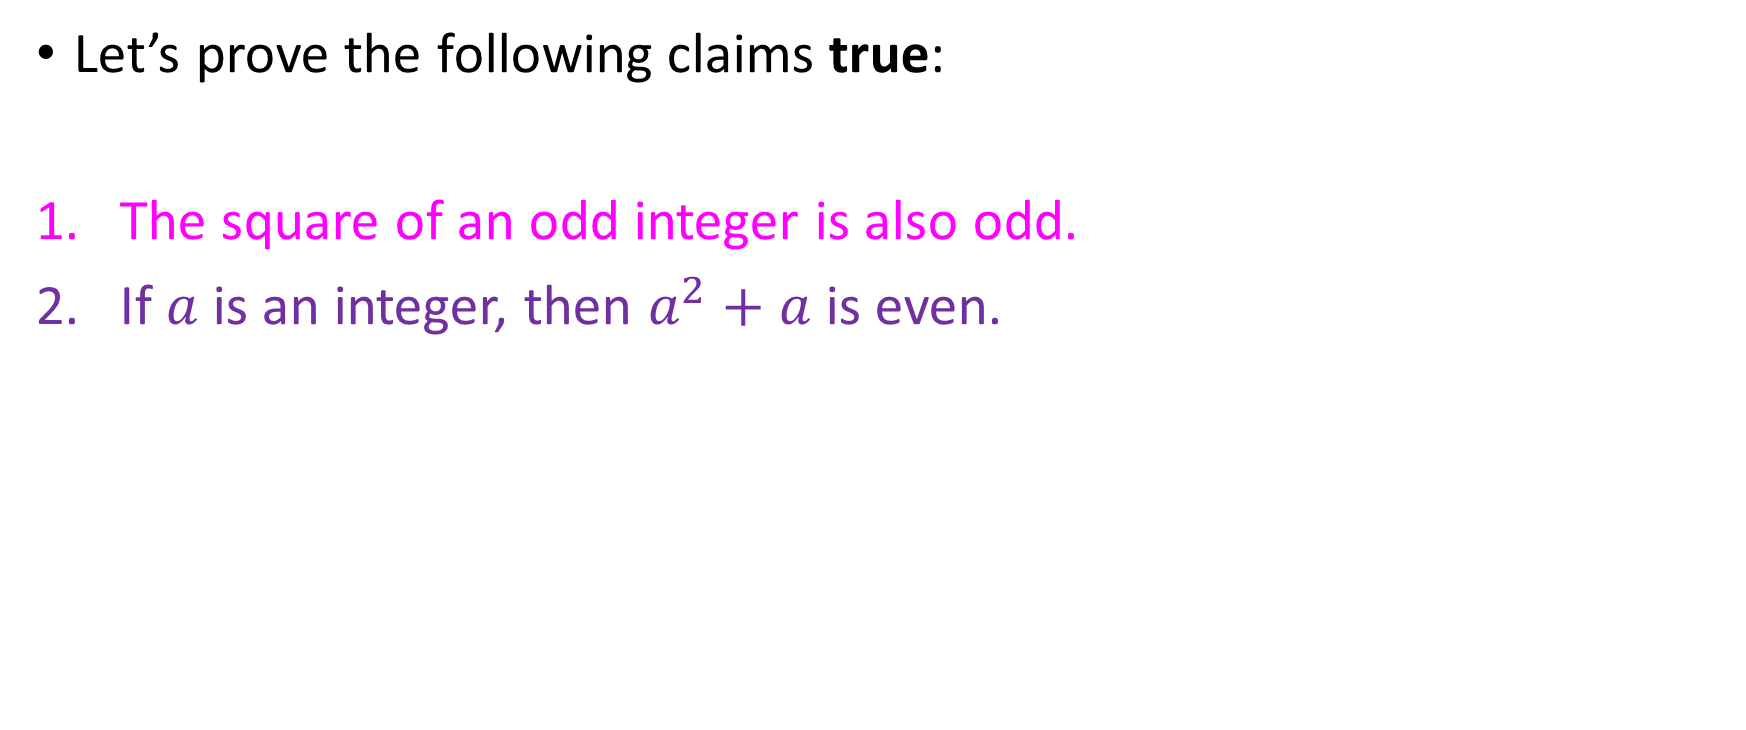 • Let’s prove the following claims true:
1. The square of an odd integer is also odd.
2. If a is an integer, then a² + a is even.